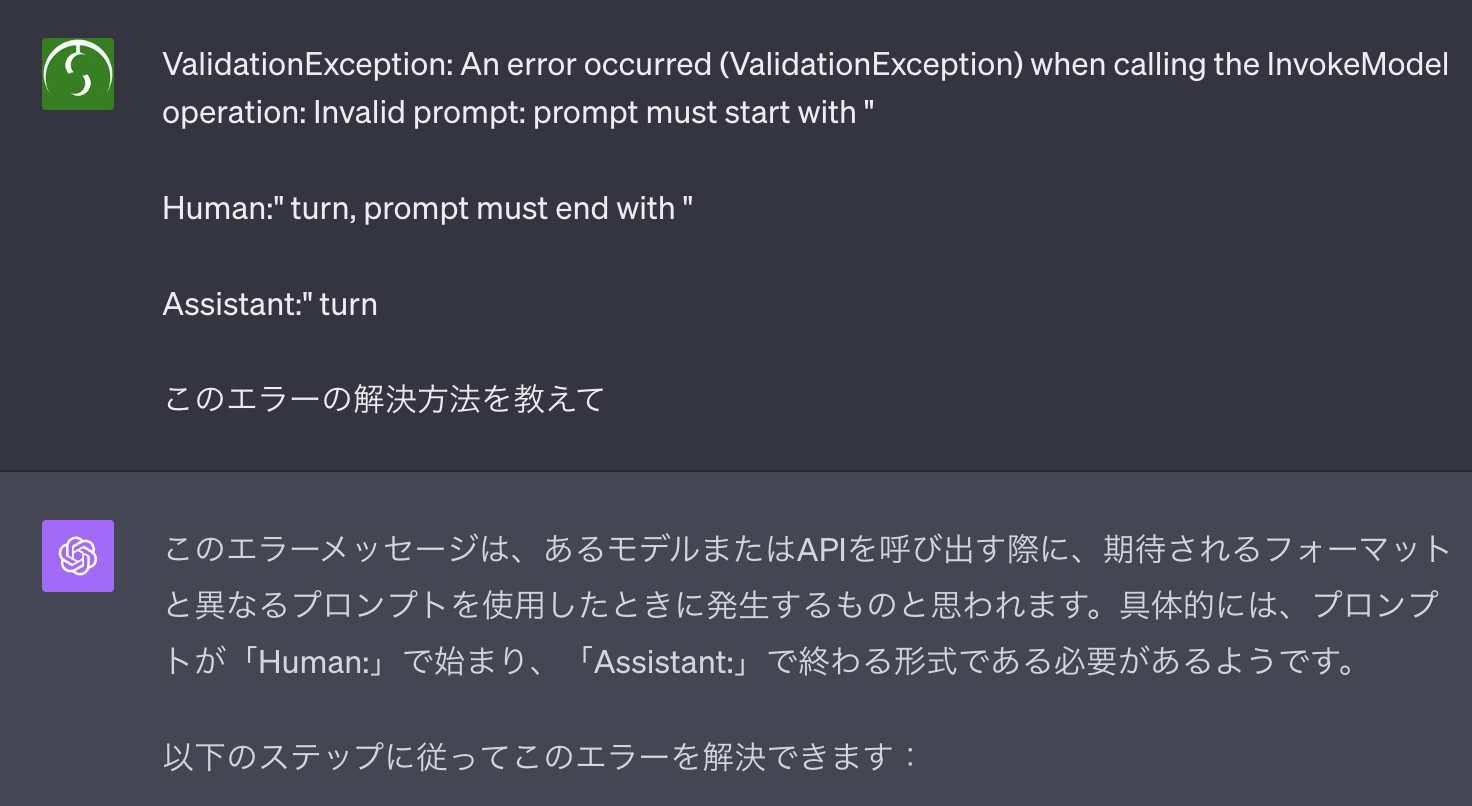 ValidationException: An error occurred (ValidationException) when calling the InvokeModel
operation: Invalid prompt: prompt must start with "
Human:" turn, prompt must end with "
Assistant:" turn
このエラーの解決方法を教えて
このエラーメッセージは、あるモデルまたはAPIを呼び出す際に、期待されるフォーマット
と異なるプロンプトを使用したときに発生するものと思われます。具体的には、プロンプ
トが「Human:」で始まり、「Assistant:」で終わる形式である必要があるようです。
以下のステップに従ってこのエラーを解決できます：